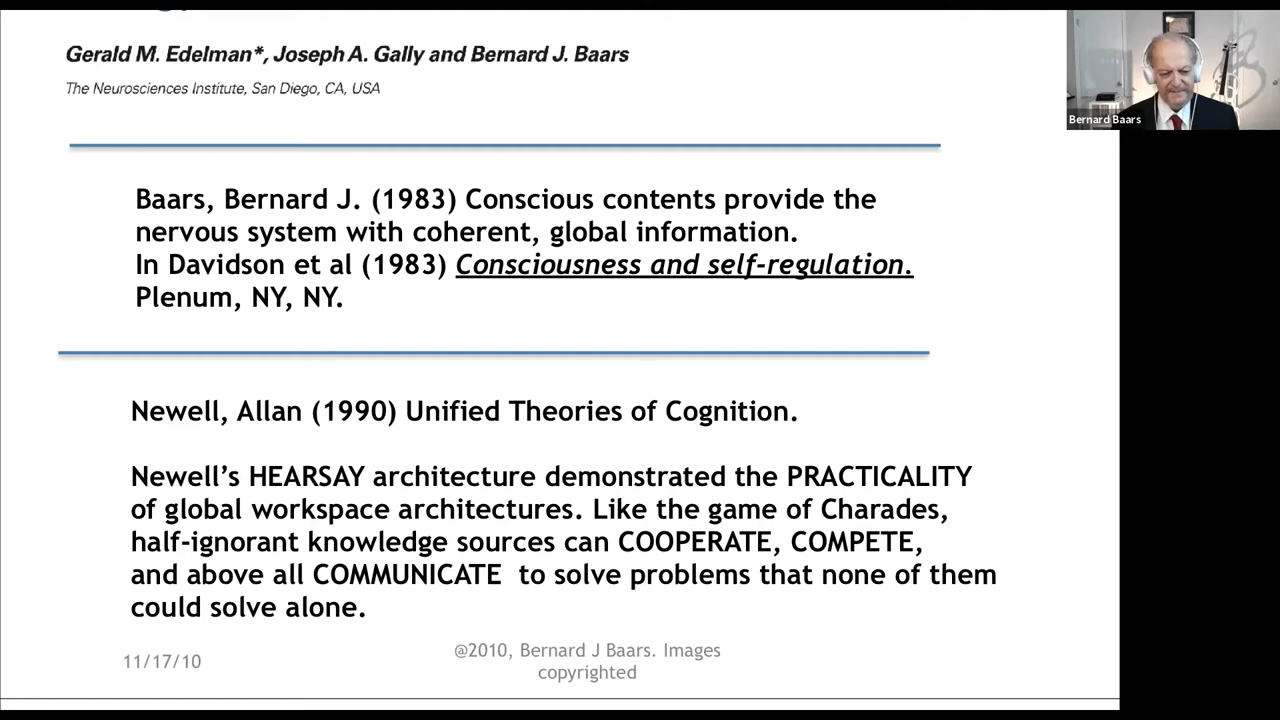 Gerald M. Edelman*, Joseph A. Gally and Bernard J. Baars
The Neurosciences Institute, San Diego, CA, USA
Bernard Baars
Baars, Bernard J. (1983) Conscious contents provide the
nervous system with coherent, global information.
In Davidson et al (1983) Consciousness and self-regulation.
Plenum, NY, NY.
Newell, Allan (1990) Unified Theories of Cognition.
Newell’s HEARSAY architecture demonstrated the PRACTICALITY
of global workspace architectures. Like the game of Charades,
half-ignorant knowledge sources can COOPERATE, COMPETE,
and above all COMMUNICATE to solve problems that none of them
could solve alone.
11/17/10
@2010, Bernard J Baars. Images
copyrighted